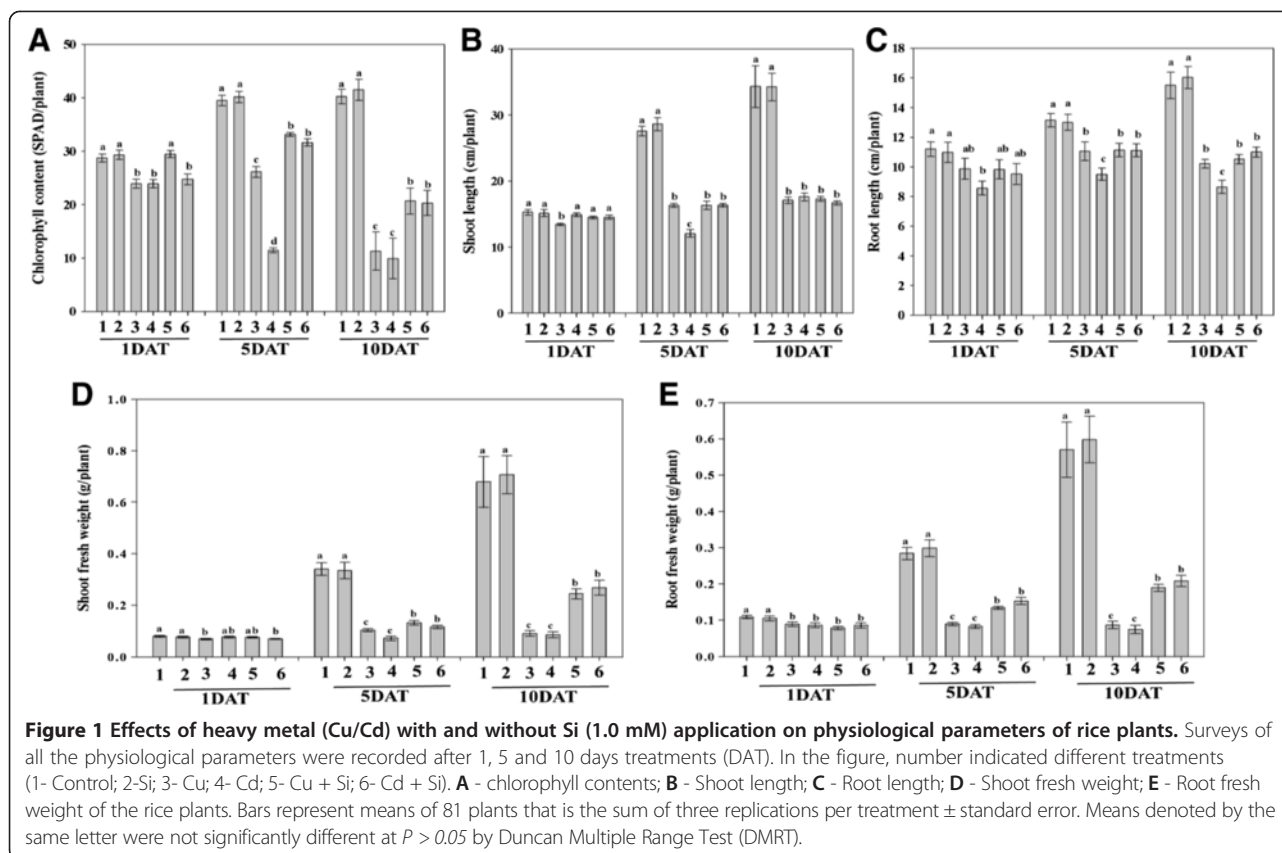 A
Chlorophyll content (SPAD/plant)
50
40
30
20
10
0
a a b b a b
a a c d b b
a a c c b b
1 2 3 4 5 6 1 2 3 4 5 6 1 2 3 4 5 6
1DAT 5DAT 10DAT
B
Shoot length (cm/plant)
40
30
20
10
0
a a b a a a
a a b c b b
a a b b b b
1 2 3 4 5 6 1 2 3 4 5 6 1 2 3 4 5 6
1DAT 5DAT 10DAT
C
Root length (cm/plant)
18
16
14
12
10
8
6
4
2
0
a a ab b ab ab
a a b c b b
a a b c b b
1 2 3 4 5 6 1 2 3 4 5 6 1 2 3 4 5 6
1DAT 5DAT 10DAT
D
Shoot fresh weight (g/plant)
1.0
0.8
0.6
0.4
0.2
0.0
a a b ab ab b
a a c c b b
a a c c b b
1 2 3 4 5 6 1 2 3 4 5 6 1 2 3 4 5 6
1DAT 5DAT 10DAT
E
Root fresh weight (g/plant)
0.7
0.6
0.5
0.4
0.3
0.2
0.1
0.0
a a b b b b
a a c c b b
a a c c b b
1 2 3 4 5 6 1 2 3 4 5 6 1 2 3 4 5 6
1DAT 5DAT 10DAT
Figure 1 Effects of heavy metal (Cu/Cd) with and without Si (1.0 mM) application on physiological parameters of rice plants. Surveys of
all the physiological parameters were recorded after 1, 5 and 10 days treatments (DAT). In the figure, number indicated different treatments
(1- Control; 2-Si; 3- Cu; 4- Cd; 5- Cu + Si; 6- Cd + Si). A - chlorophyll contents; B - Shoot length; C - Root length; D - Shoot fresh weight; E - Root fresh
weight of the rice plants. Bars represent means of 81 plants that is the sum of three replications per treatment ± standard error. Means denoted by the
same letter were not significantly different at P > 0.05 by Duncan Multiple Range Test (DMRT).